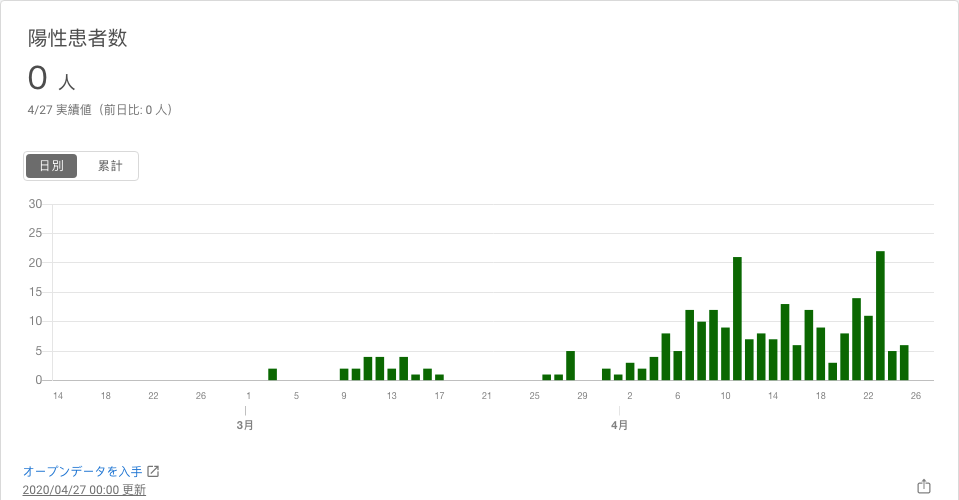 陽性患者数
0 人
4/27 実績値（前日比: 0 人）
日別 累計
30
25
20
15
10
5
0
14 18 22 26 1 5 9 13 17 21 25 29 2 6 10 14 18 22 26
3月 4月
オープンデータを入手
2020/04/27 00:00 更新